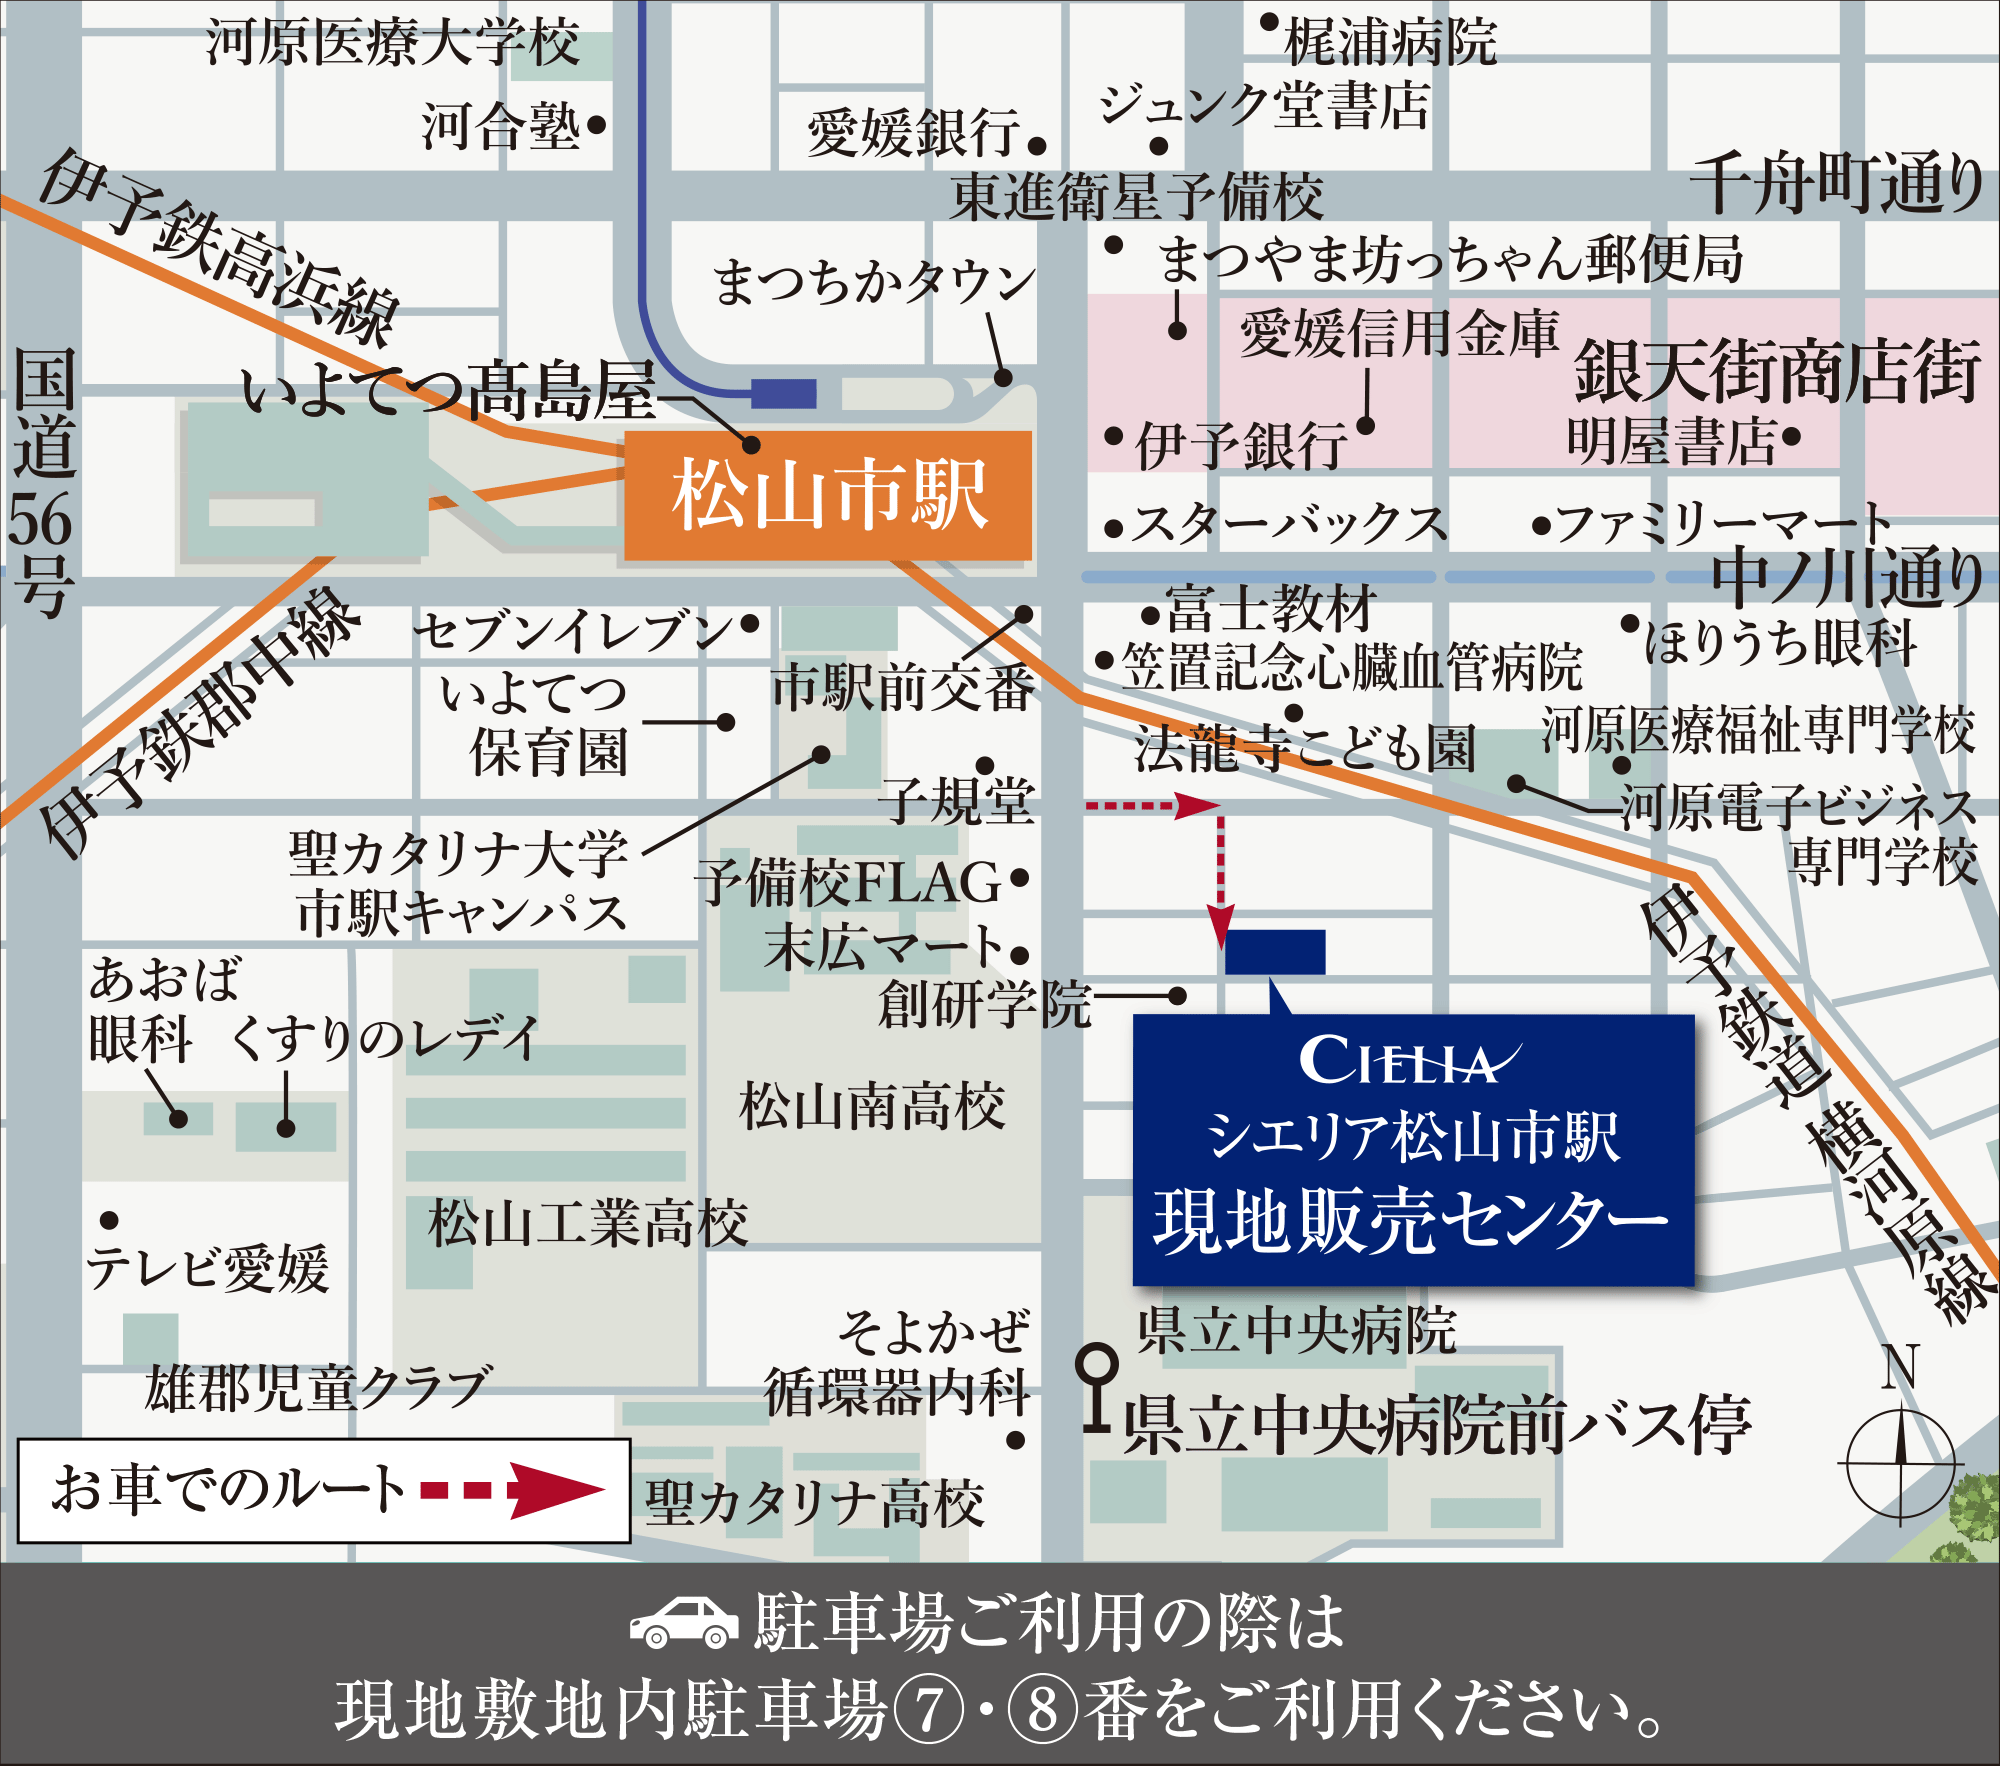 河原医療大学校
梶浦病院
河合塾
愛媛銀行
ジュンク堂書店
伊予鉄高浜線
東進衛星予備校
千舟町通り
まつやま坊っちゃん郵便局
まつちかタウン
愛媛信用金庫
銀天街商店街
国道56号
いよてつ髙島屋
伊予銀行
明屋書店
松山市駅
スターバックス
ファミリーマート
中ノ川通り
伊予鉄郡中線
セブンイレブン
富士教材
ほりうち眼科
いよてつ
保育園
市駅前交番
笠置記念心臓血管病院
法龍寺こども園
河原医療福祉専門学校
子規堂
河原電子ビジネス
専門学校
聖カタリナ大学
市駅キャンパス
予備校FLAG
末広マート
伊予鉄道横河原線
あおば
眼科
くすりのレデイ
創研学院
CIELIA
シエリア松山市駅
現地販売センター
松山南高校
松山工業高校
テレビ愛媛
そよかぜ
循環器内科
県立中央病院
雄郡児童クラブ
県立中央病院前バス停
N
お車でのルート
聖カタリナ高校
駐車場ご利用の際は
現地敷地内駐車場⑦・⑧番をご利用ください。